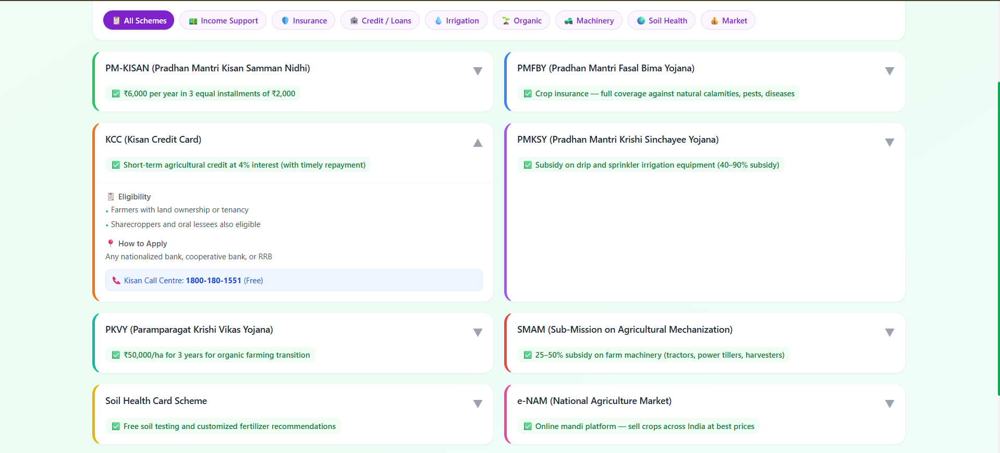 All Schemes
Income Support
Insurance
Credit / Loans
Irrigation
Organic
Machinery
Soil Health
Market
PM-KISAN (Pradhan Mantri Kisan Samman Nidhi)
₹6,000 per year in 3 equal installments of ₹2,000
PMFBY (Pradhan Mantri Fasal Bima Yojana)
Crop insurance — full coverage against natural calamities, pests, diseases
KCC (Kisan Credit Card)
Short-term agricultural credit at 4% interest (with timely repayment)
Eligibility
• Farmers with land ownership or tenancy
• Sharecroppers and oral lessees also eligible
How to Apply
Any nationalized bank, cooperative bank, or RRB
Kisan Call Centre: 1800-180-1551 (Free)
PMKSY (Pradhan Mantri Krishi Sinchayee Yojana)
Subsidy on drip and sprinkler irrigation equipment (40–90% subsidy)
PKVY (Paramparagat Krishi Vikas Yojana)
₹50,000/ha for 3 years for organic farming transition
SMAM (Sub-Mission on Agricultural Mechanization)
25–50% subsidy on farm machinery (tractors, power tillers, harvesters)
Soil Health Card Scheme
Free soil testing and customized fertilizer recommendations
e-NAM (National Agriculture Market)
Online mandi platform — sell crops across India at best prices